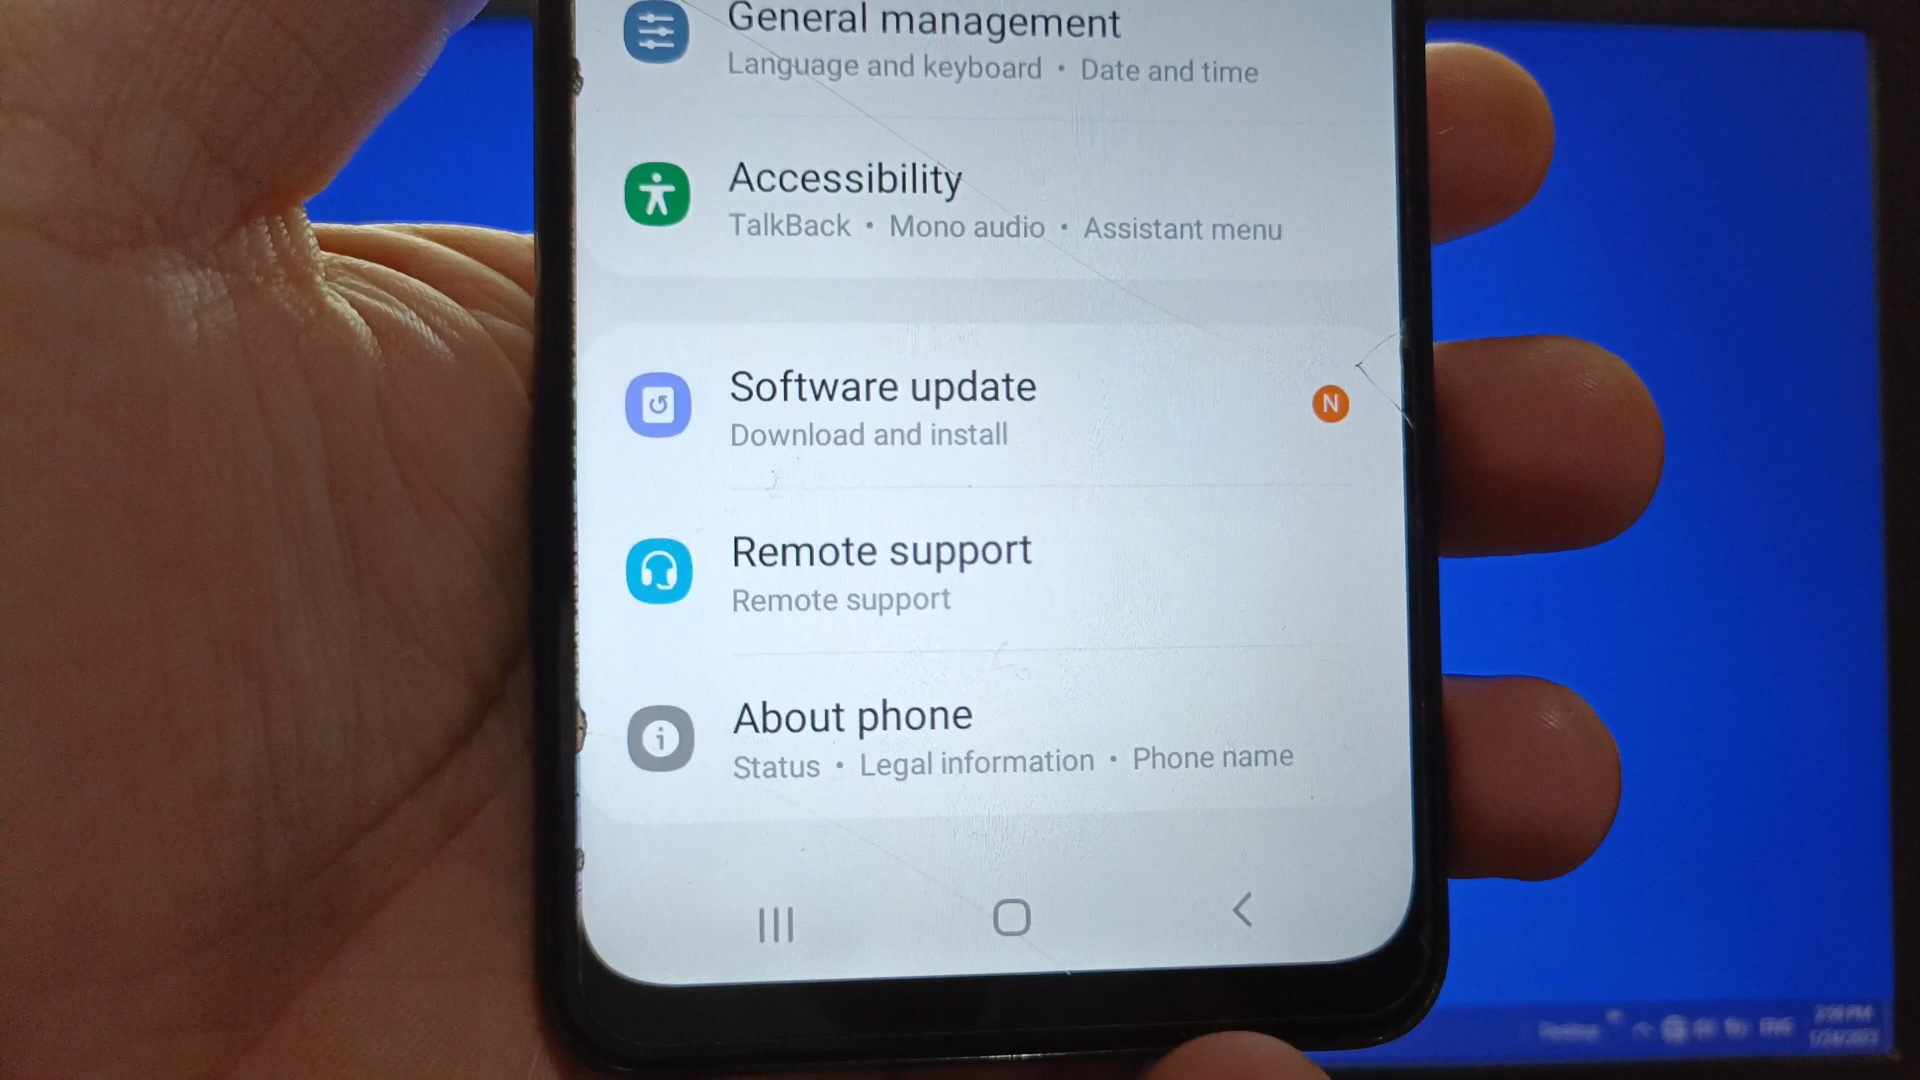 General management
Language and keyboard • Date and time
Accessibility
TalkBack • Mono audio • Assistant menu
Software update
N
Download and install
Remote support
Remote support
About phone
Status • Legal information • Phone name
ENG